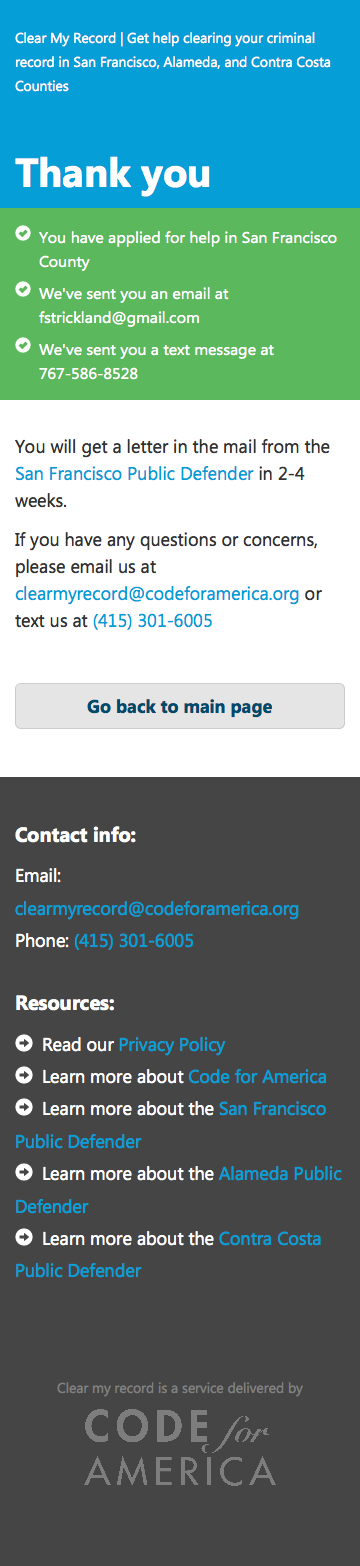 Clear My Record | Get help clearing your criminal
record in San Francisco, Alameda, and Contra Costa
Counties
Thank you
You have applied for help in San Francisco
County
We've sent you an email at
fstrickland@gmail.com
We've sent you a text message at
767-586-8528
You will get a letter in the mail from the
San Francisco Public Defender in 2-4
weeks.
If you have any questions or concerns,
please email us at
clearmyrecord@codeforamerica.org or
text us at (415) 301-6005
Go back to main page
Contact info:
Email:
clearmyrecord@codeforamerica.org
Phone: (415) 301-6005
Resources:
Read our Privacy Policy
Learn more about Code for America
Learn more about the San Francisco
Public Defender
Learn more about the Alameda Public
Defender
Learn more about the Contra Costa
Public Defender
Clear my record is a service delivered by
CODE for
AMERICA